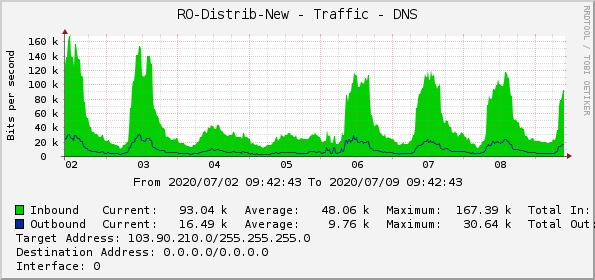 RO-Distrib-New - Traffic - DNS
RRDTOOL / TOBI OETIKER
Bits per second
160 k
140 k
120 k
100 k
80 k
60 k
40 k
20 k
0
02 03 04 05 06 07 08
From 2020/07/02 09:42:43 To 2020/07/09 09:42:43
Inbound Current: 93.04 k Average: 48.06 k Maximum: 167.39 k Total In:
Outbound Current: 16.49 k Average: 9.76 k Maximum: 30.64 k Total Out:
Target Address: 103.90.210.0/255.255.255.0
Destination Address: 0.0.0.0/0.0.0.0
Interface: 0